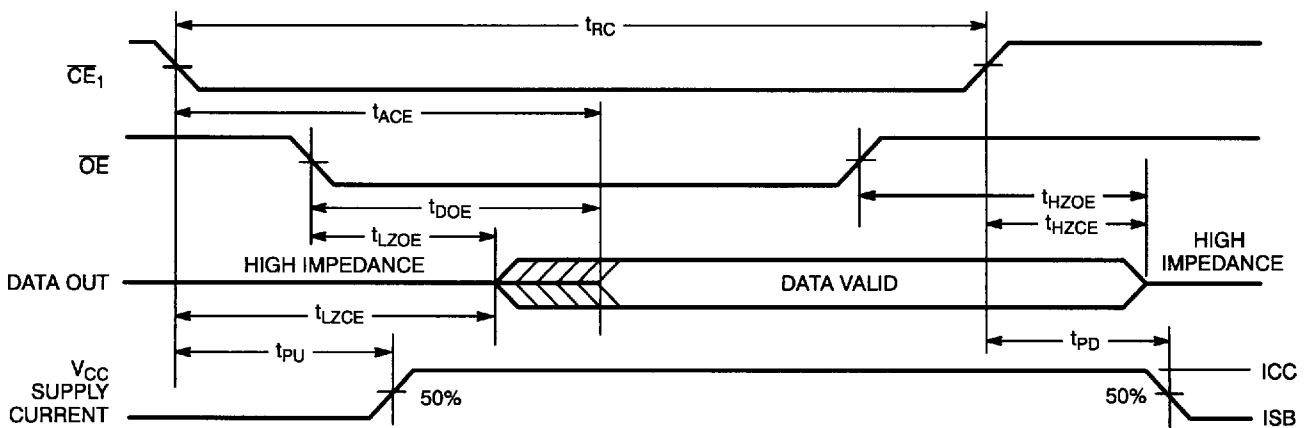 tRC
CE1
tACE
OE
tDOE
tHZOE
tLZOE
tHZCE
HIGH IMPEDANCE
HIGH
IMPEDANCE
DATA OUT
DATA VALID
tLZCE
tPU
tPD
VCC
SUPPLY
CURRENT
50%
50%
ICC
ISB